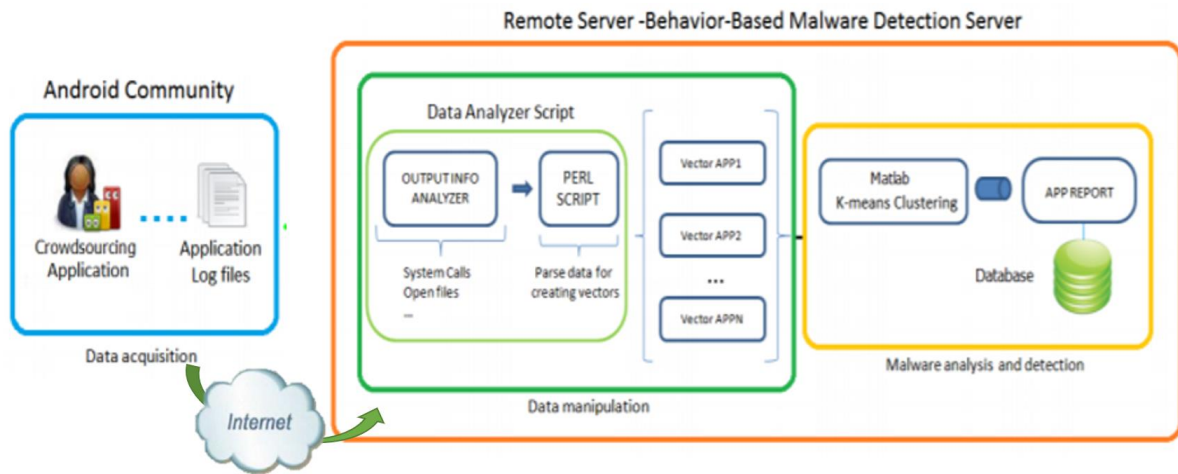 Remote Server -Behavior-Based Malware Detection Server
Android Community
Crowdsourcing
Application
Application
Log files
Data acquisition
Internet
Data Analyzer Script
OUTPUT INFO
ANALYZER
PERL
SCRIPT
System Calls
Open files
...
Parse data for
creating vectors
Vector APP1
Vector APP2
...
Vector APPN
Data manipulation
Matlab
K-means Clustering
APP REPORT
Database
Malware analysis and detection